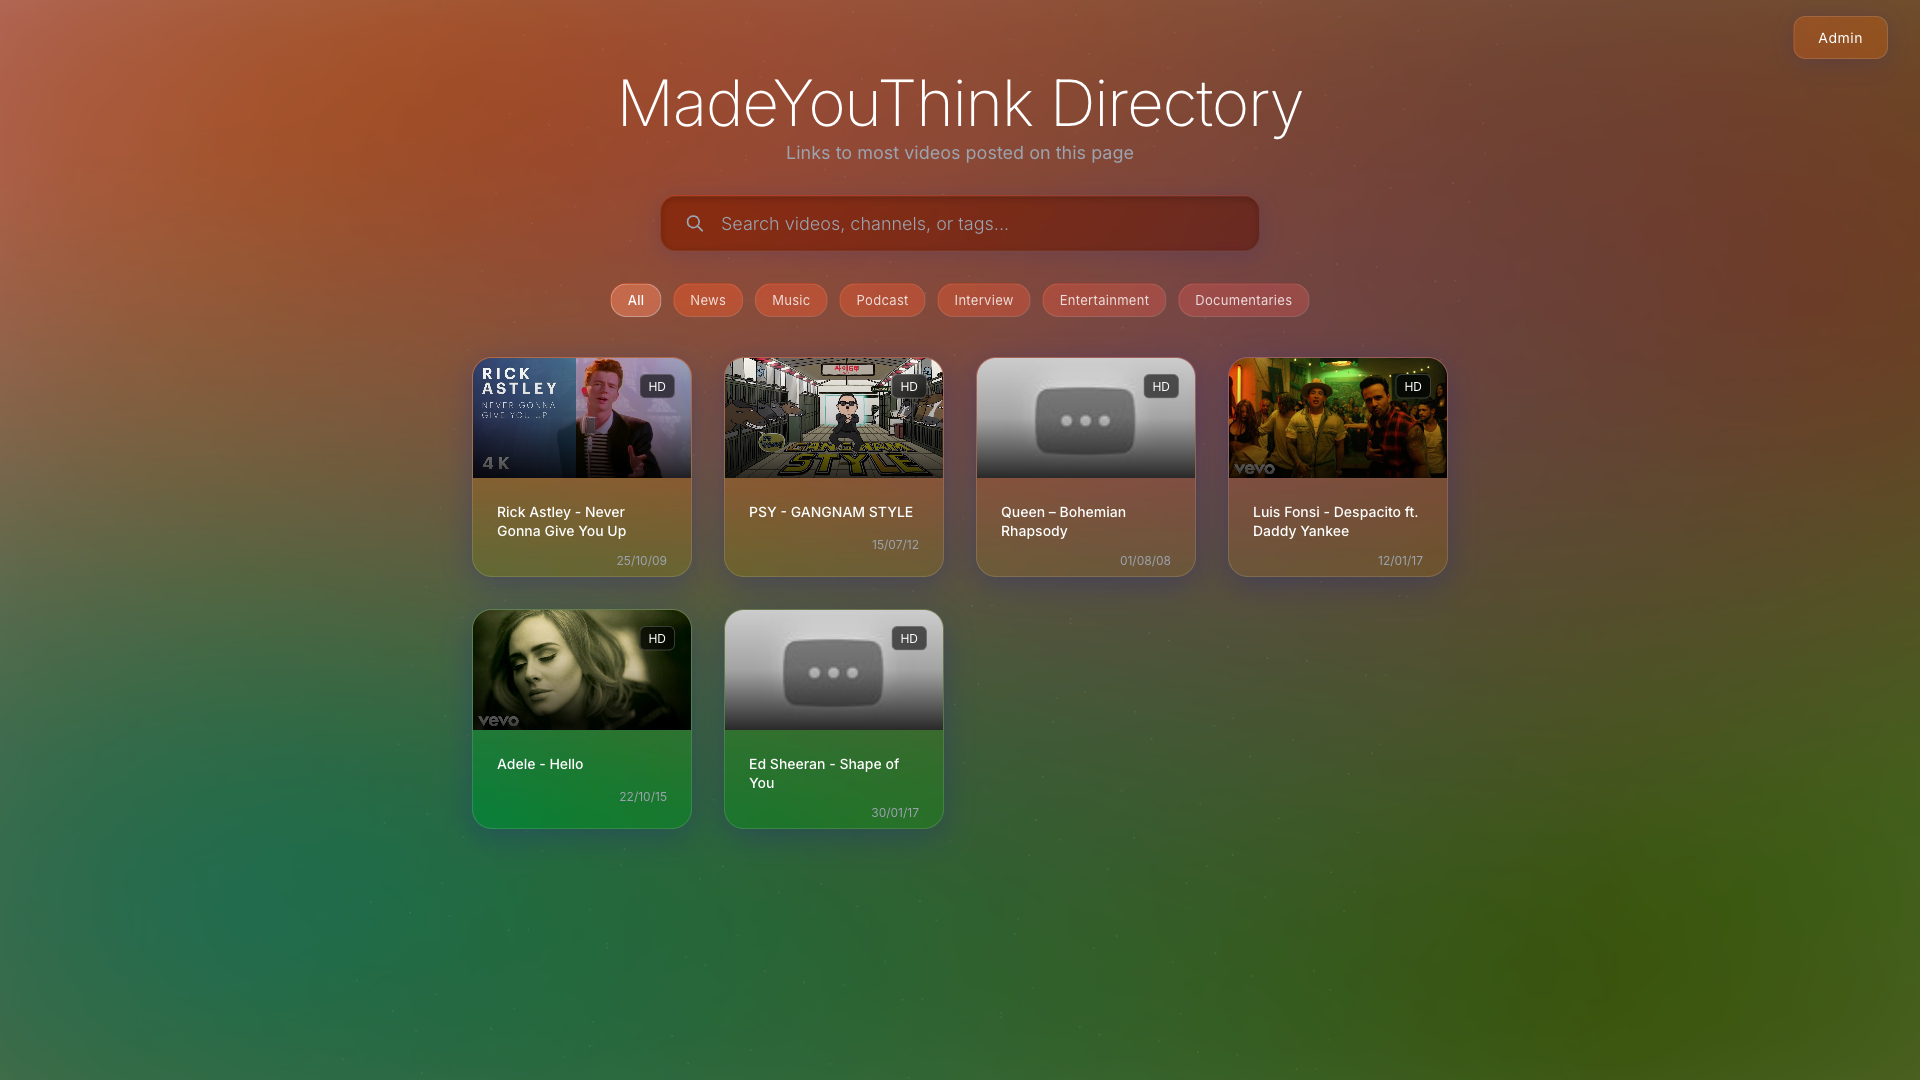 Admin
MadeYouThink Directory
Links to most videos posted on this page
Search videos, channels, or tags...
All
News
Music
Podcast
Interview
Entertainment
Documentaries
RICK
ASTLEY
NEVER GONNA
GIVE YOU UP
4K
HD
Rick Astley - Never
Gonna Give You Up
25/10/09
HD
STYLE
PSY - GANGNAM STYLE
15/07/12
HD
Queen – Bohemian
Rhapsody
01/08/08
HD
vevo
Luis Fonsi - Despacito ft.
Daddy Yankee
12/01/17
HD
vevo
Adele - Hello
22/10/15
HD
Ed Sheeran - Shape of
You
30/01/17